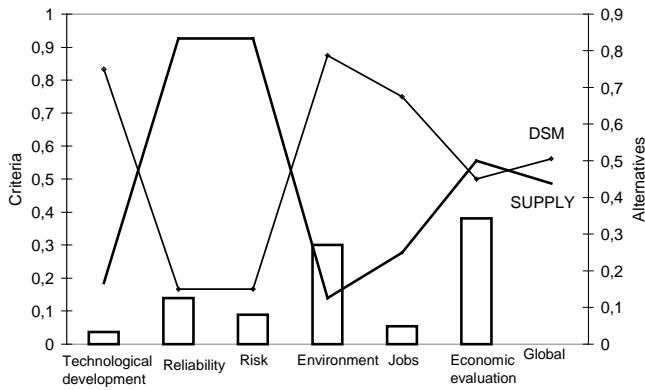 1
0,9
0,8
0,7
0,6
0,5
0,4
0,3
0,2
0,1
0
Criteria
0,9
0,8
0,7
0,6
0,5
0,4
0,3
0,2
0,1
0
Alternatives
DSM
SUPPLY
Technological
development
Reliability
Risk
Environment
Jobs
Economic
evaluation
Global